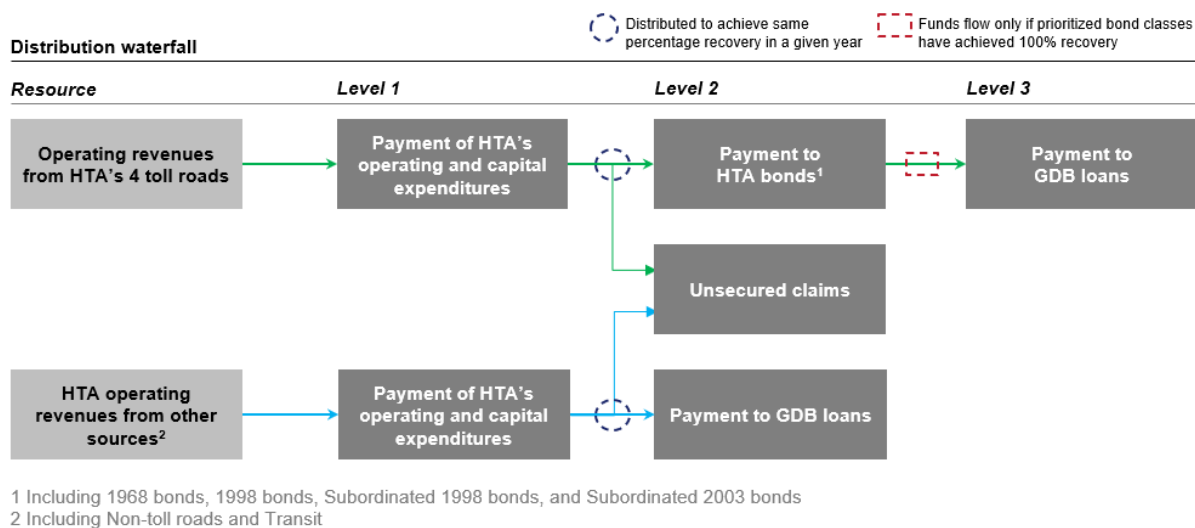 Distributed to achieve same
percentage recovery in a given year
Funds flow only if prioritized bond classes
have achieved 100% recovery
Distribution waterfall
Resource
Level 1
Level 2
Level 3
Operating revenues
from HTA's 4 toll roads
Payment of HTA's
operating and capital
expenditures
Payment to
HTA bonds¹
Payment to
GDB loans
Unsecured claims
HTA operating
revenues from other
sources²
Payment of HTA's
operating and capital
expenditures
Payment to GDB loans
1 Including 1968 bonds, 1998 bonds, Subordinated 1998 bonds, and Subordinated 2003 bonds
2 Including Non-toll roads and Transit